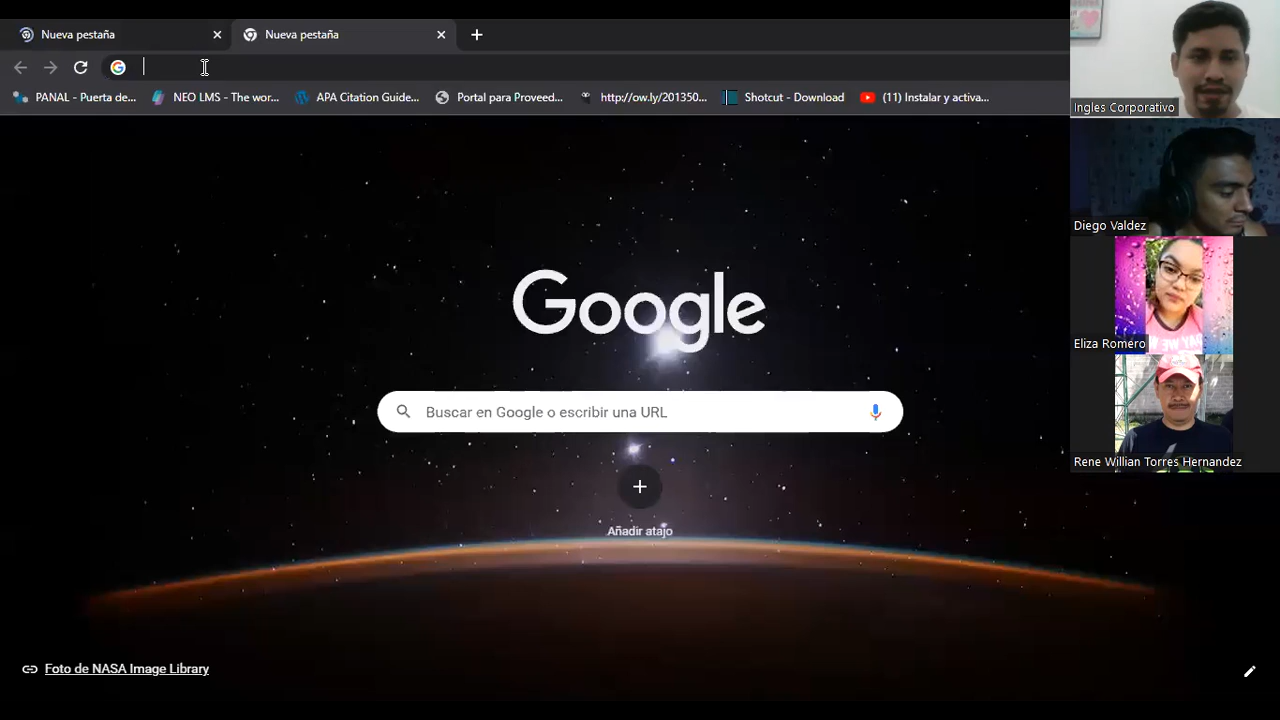 Nueva pestaña
Nueva pestaña
PANAL - Puerta de...
NEO LMS - The wor...
APA Citation Guide...
Portal para Proveed...
http://ow.ly/201350...
Shotcut - Download
(11) Instalar y activa...
Ingles Corporativo
Diego Valdez
Eliza Romero
Rene Willian Torres Hernandez
Google
Buscar en Google o escribir una URL
Añadir atajo
Foto de NASA Image Library